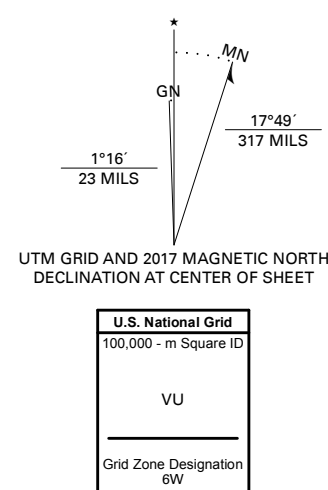 ★
MN
GN
17°49´
317 MILS
1°16´
23 MILS
UTM GRID AND 2017 MAGNETIC NORTH
DECLINATION AT CENTER OF SHEET
U.S. National Grid
100,000 - m Square ID
VU
Grid Zone Designation
6W